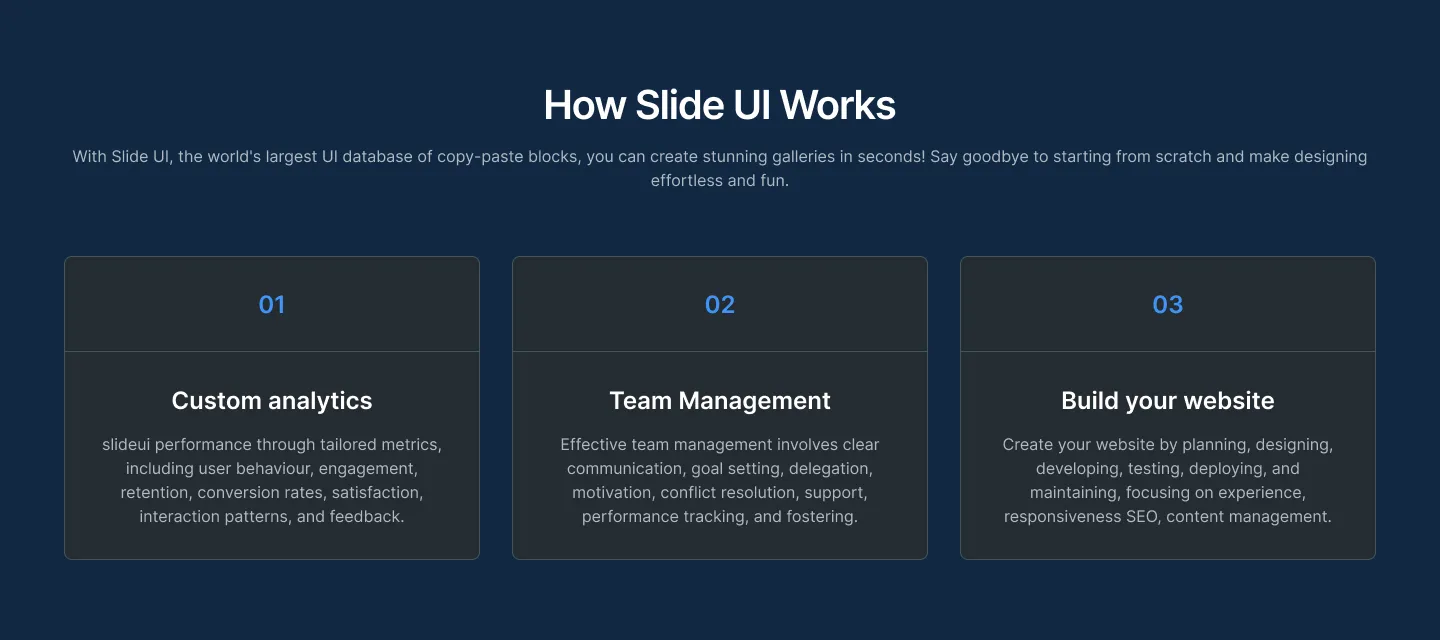 How Slide UI Works
With Slide UI, the world's largest UI database of copy-paste blocks, you can create stunning galleries in seconds! Say goodbye to starting from scratch and make designing
effortless and fun.
01
Custom analytics
slideui performance through tailored metrics,
including user behaviour, engagement,
retention, conversion rates, satisfaction,
interaction patterns, and feedback.
02
Team Management
Effective team management involves clear
communication, goal setting, delegation,
motivation, conflict resolution, support,
performance tracking, and fostering.
03
Build your website
Create your website by planning, designing,
developing, testing, deploying, and
maintaining, focusing on experience,
responsiveness SEO, content management.